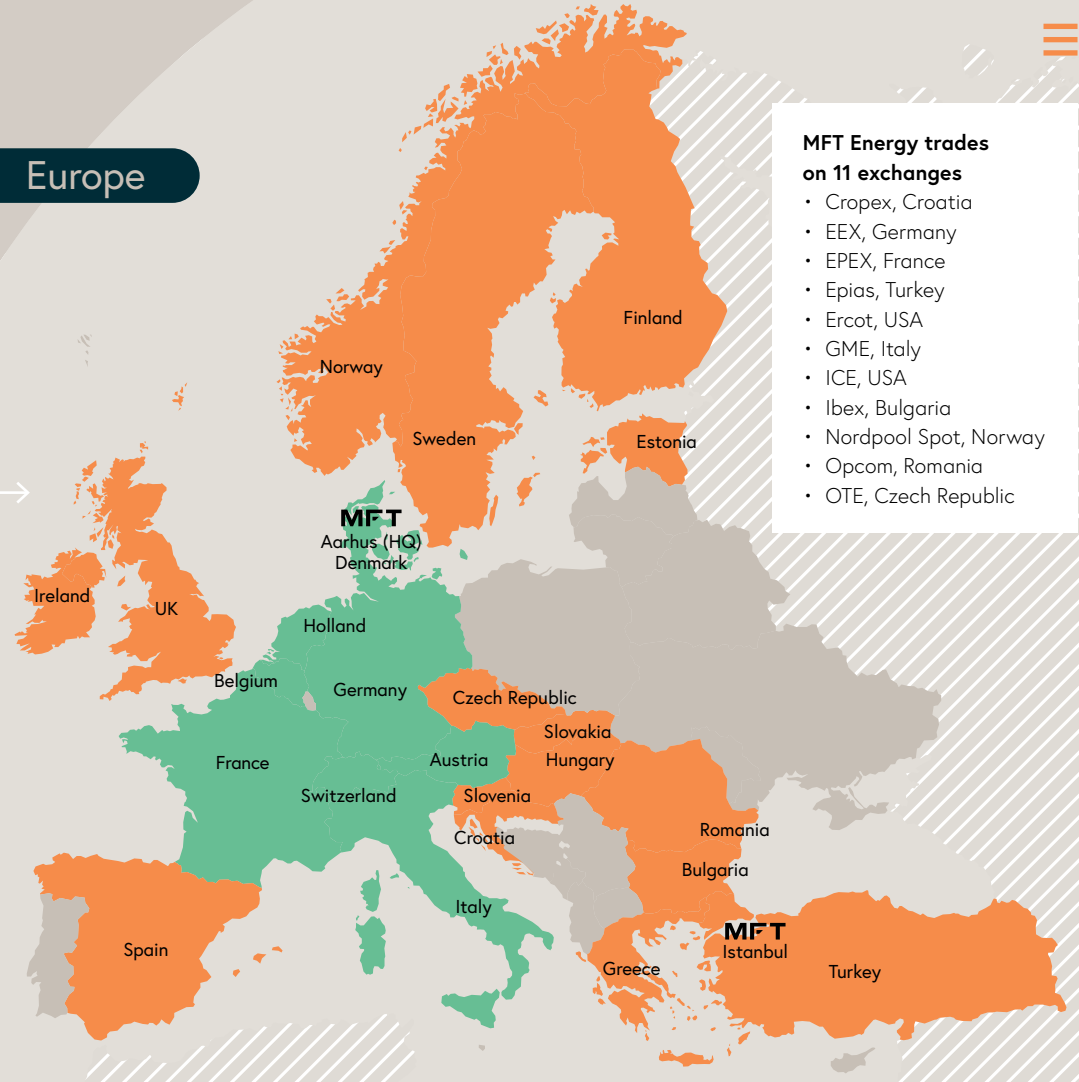 Europe
MFT Energy trades
on 11 exchanges
• Cropex, Croatia
• EEX, Germany
• EPEX, France
• Epias, Turkey
• Ercot, USA
• GME, Italy
• ICE, USA
• Ibex, Bulgaria
• Nordpool Spot, Norway
• Opcom, Romania
• OTE, Czech Republic
Finland
Norway
Sweden
Estonia
MFT
Aarhus (HQ)
Denmark
Ireland
UK
Holland
Belgium
Germany
Czech Republic
Slovakia
France
Austria
Hungary
Switzerland
Slovenia
Croatia
Romania
Bulgaria
Italy
MFT
Istanbul
Spain
Greece
Turkey